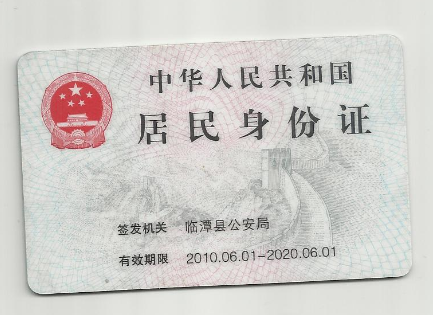 中华人民共和国
居民身份证
签发机关 临潭县公安局
有效期限 2010.06.01-2020.06.01